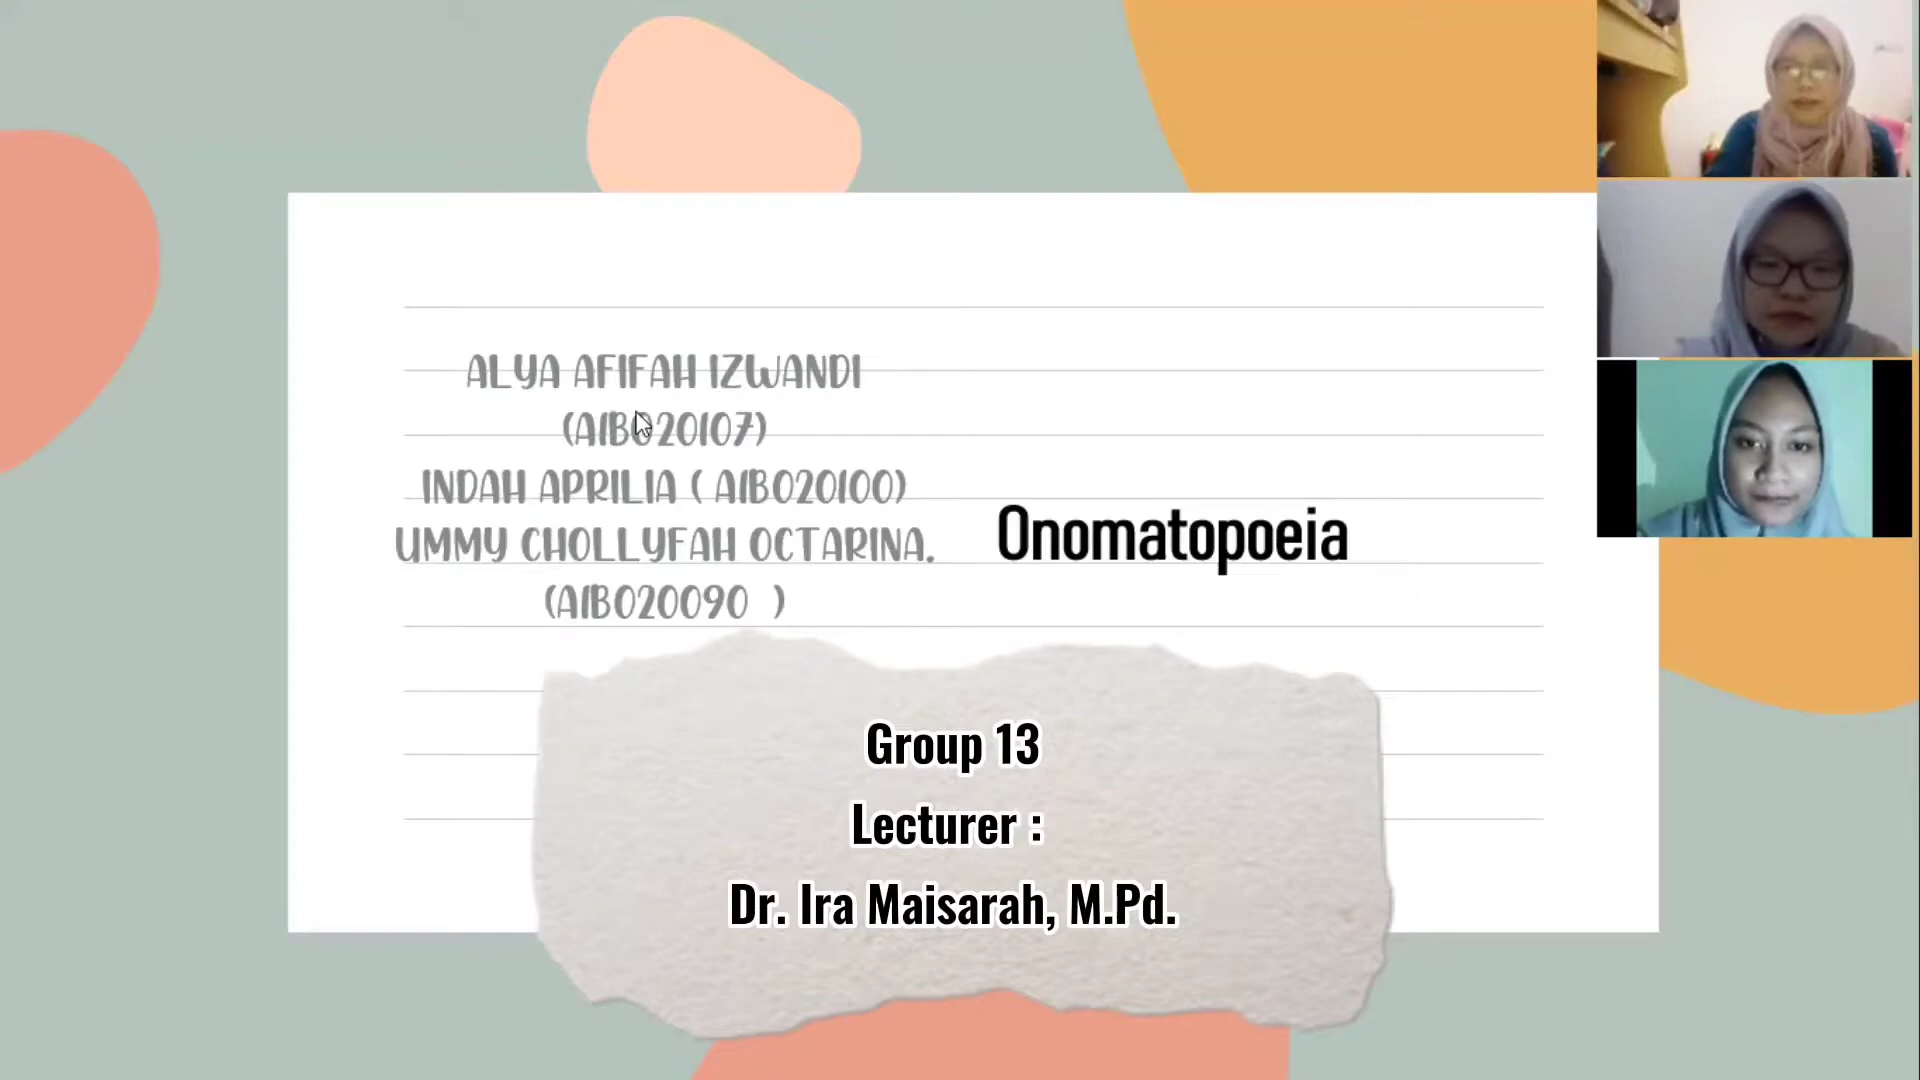 ALYA AFIFAH IZWANDI
(A1B020107)
INDAH APRILIA ( A1B020100)
UMMY CHOLLYFAH OCTARINA.
(A1B020090 )
Onomatopoeia
Group 13
Lecturer :
Dr. Ira Maisarah, M.Pd.